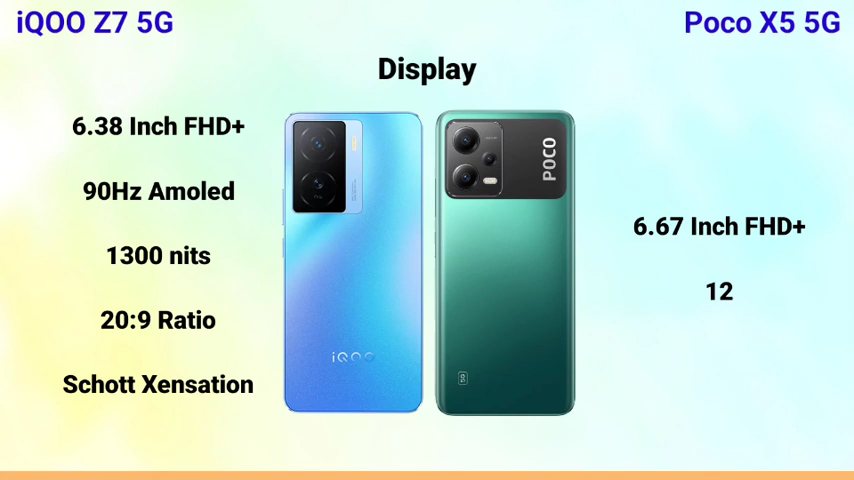 iQOO Z7 5G
Poco X5 5G
Display
6.38 Inch FHD+
90Hz Amoled
1300 nits
20:9 Ratio
Schott Xensation
6.67 Inch FHD+
12
iQOO
POCO
5G